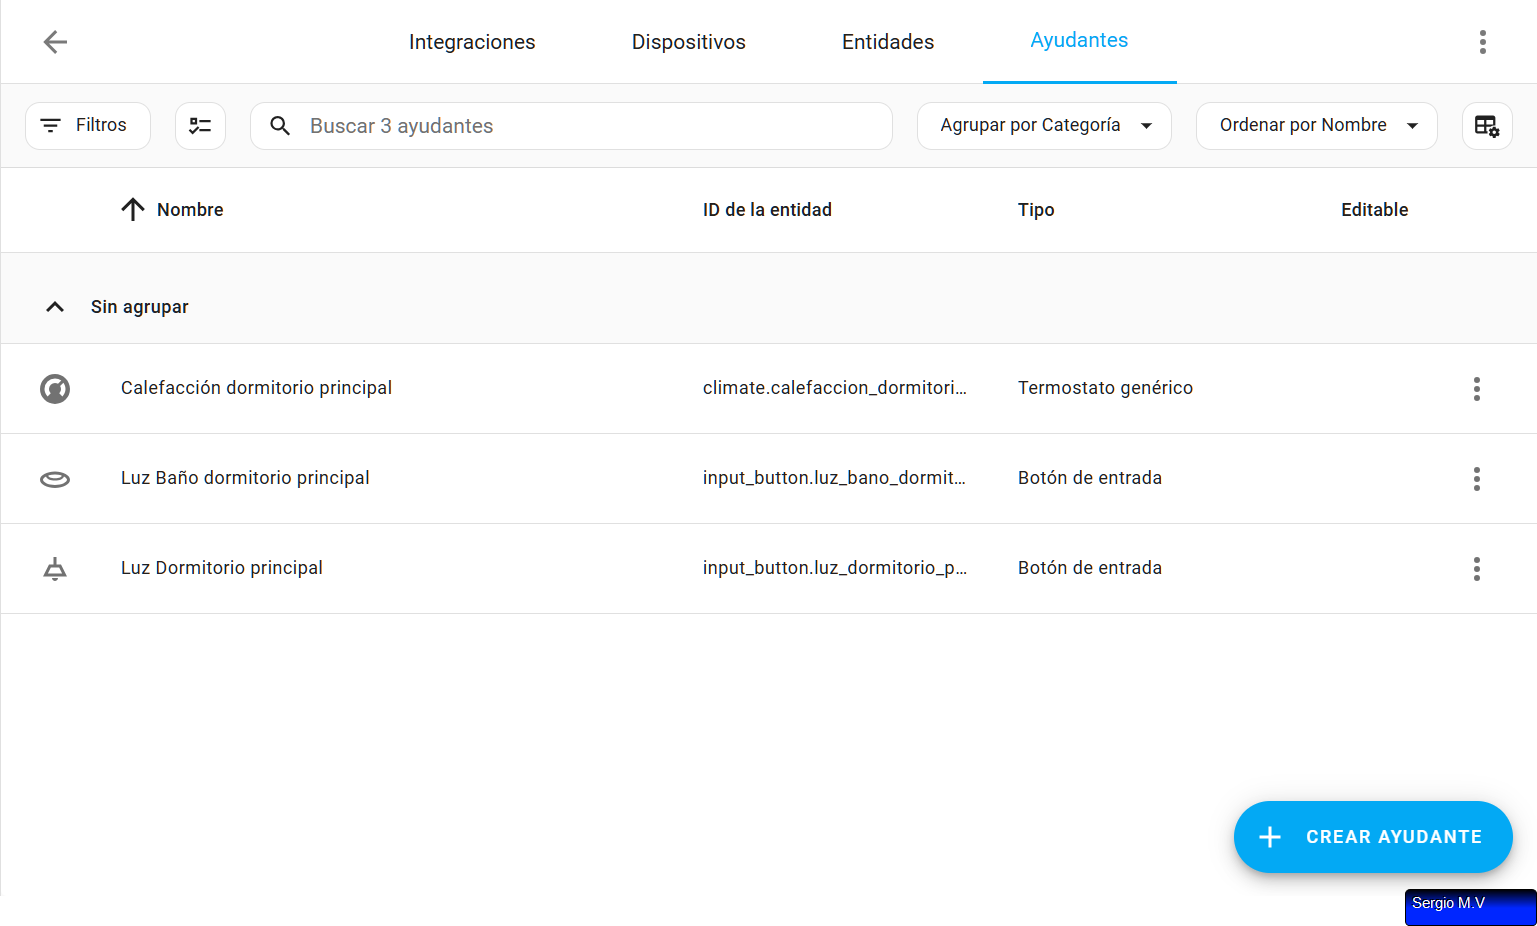 Integraciones Dispositivos Entidades Ayudantes
Filtros Buscar 3 ayudantes Agrupar por Categoría Ordenar por Nombre
Nombre ID de la entidad Tipo Editable
Sin agrupar
Calefacción dormitorio principal climate.calefaccion_dormitori... Termostato genérico
Luz Baño dormitorio principal input_button.luz_bano_dormit... Botón de entrada
Luz Dormitorio principal input_button.luz_dormitorio_p... Botón de entrada
CREAR AYUDANTE
Sergio M.V